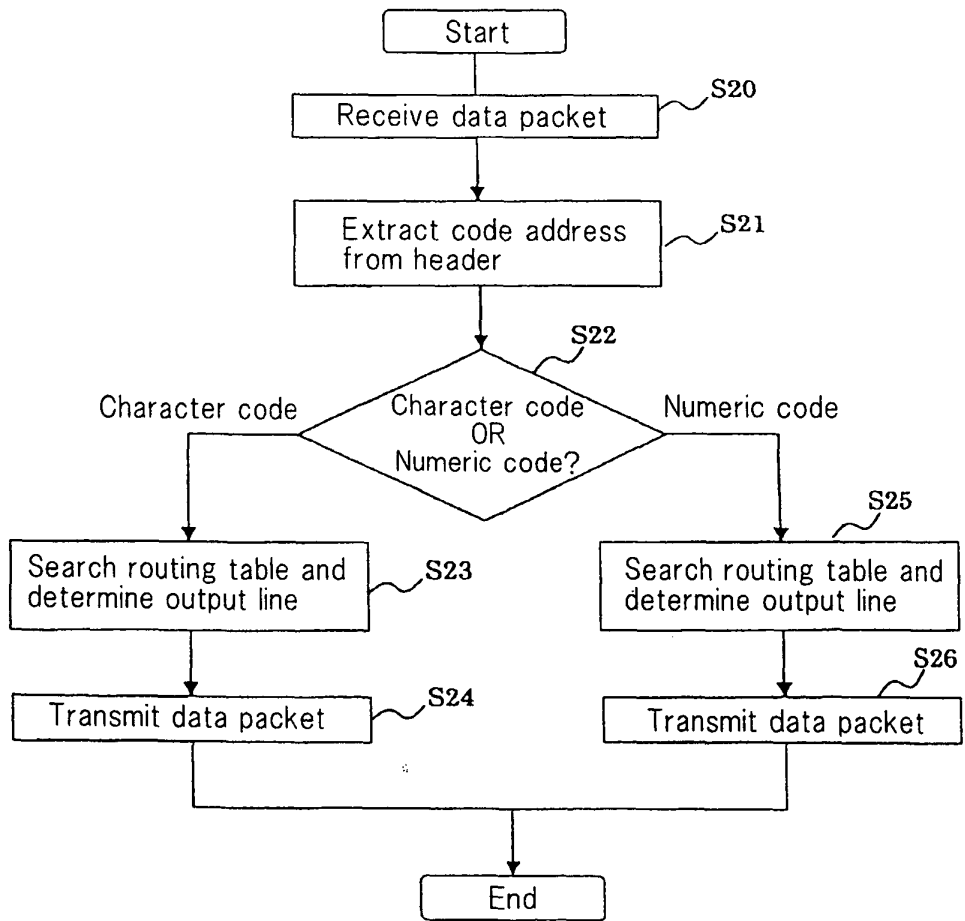 Start
S20
Receive data packet
S21
Extract code address
from header
S22
Character code
Character code
OR
Numeric code?
Numeric code
S23
Search routing table and
determine output line
S25
Search routing table and
determine output line
S24
Transmit data packet
S26
Transmit data packet
End